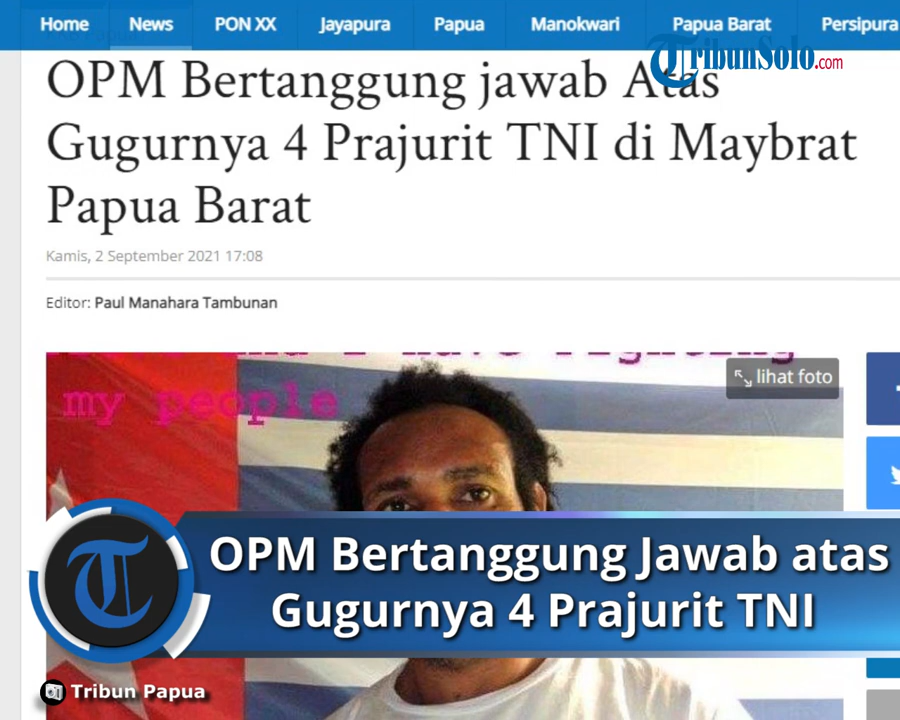 Home News PON XX Jayapura Papua Manokwari Papua Barat Persipura
TribunSolo.com
OPM Bertanggung jawab Atas
Gugurnya 4 Prajurit TNI di Maybrat
Papua Barat
Kamis, 2 September 2021 17:08
Editor: Paul Manahara Tambunan
lihat foto
my people
OPM Bertanggung Jawab atas
Gugurnya 4 Prajurit TNI
Tribun Papua